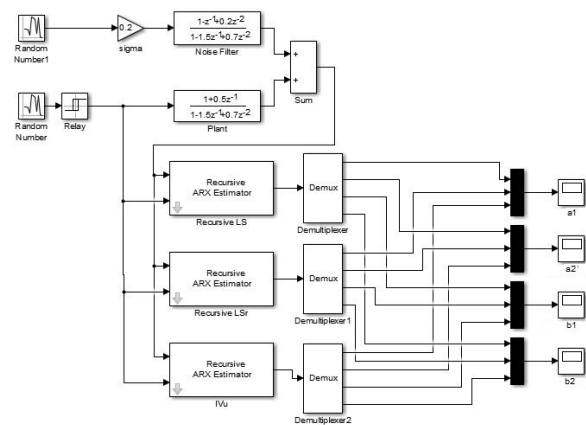 Random
Number1
0.2
sigma
1-z-1+0.2z-2
1-1.5z-1+0.7z-2
Noise Filter
Random
Number
Relay
1+0.5z-1
1-1.5z-1+0.7z-2
Plant
+
+
Sum
Recursive
ARX Estimator
Recursive LS
Demux
Demultiplexer
a1
Recursive
ARX Estimator
Recursive LSr
Demux
Demultiplexer1
a2
b1
Recursive
ARX Estimator
IVu
Demux
Demultiplexer2
b2